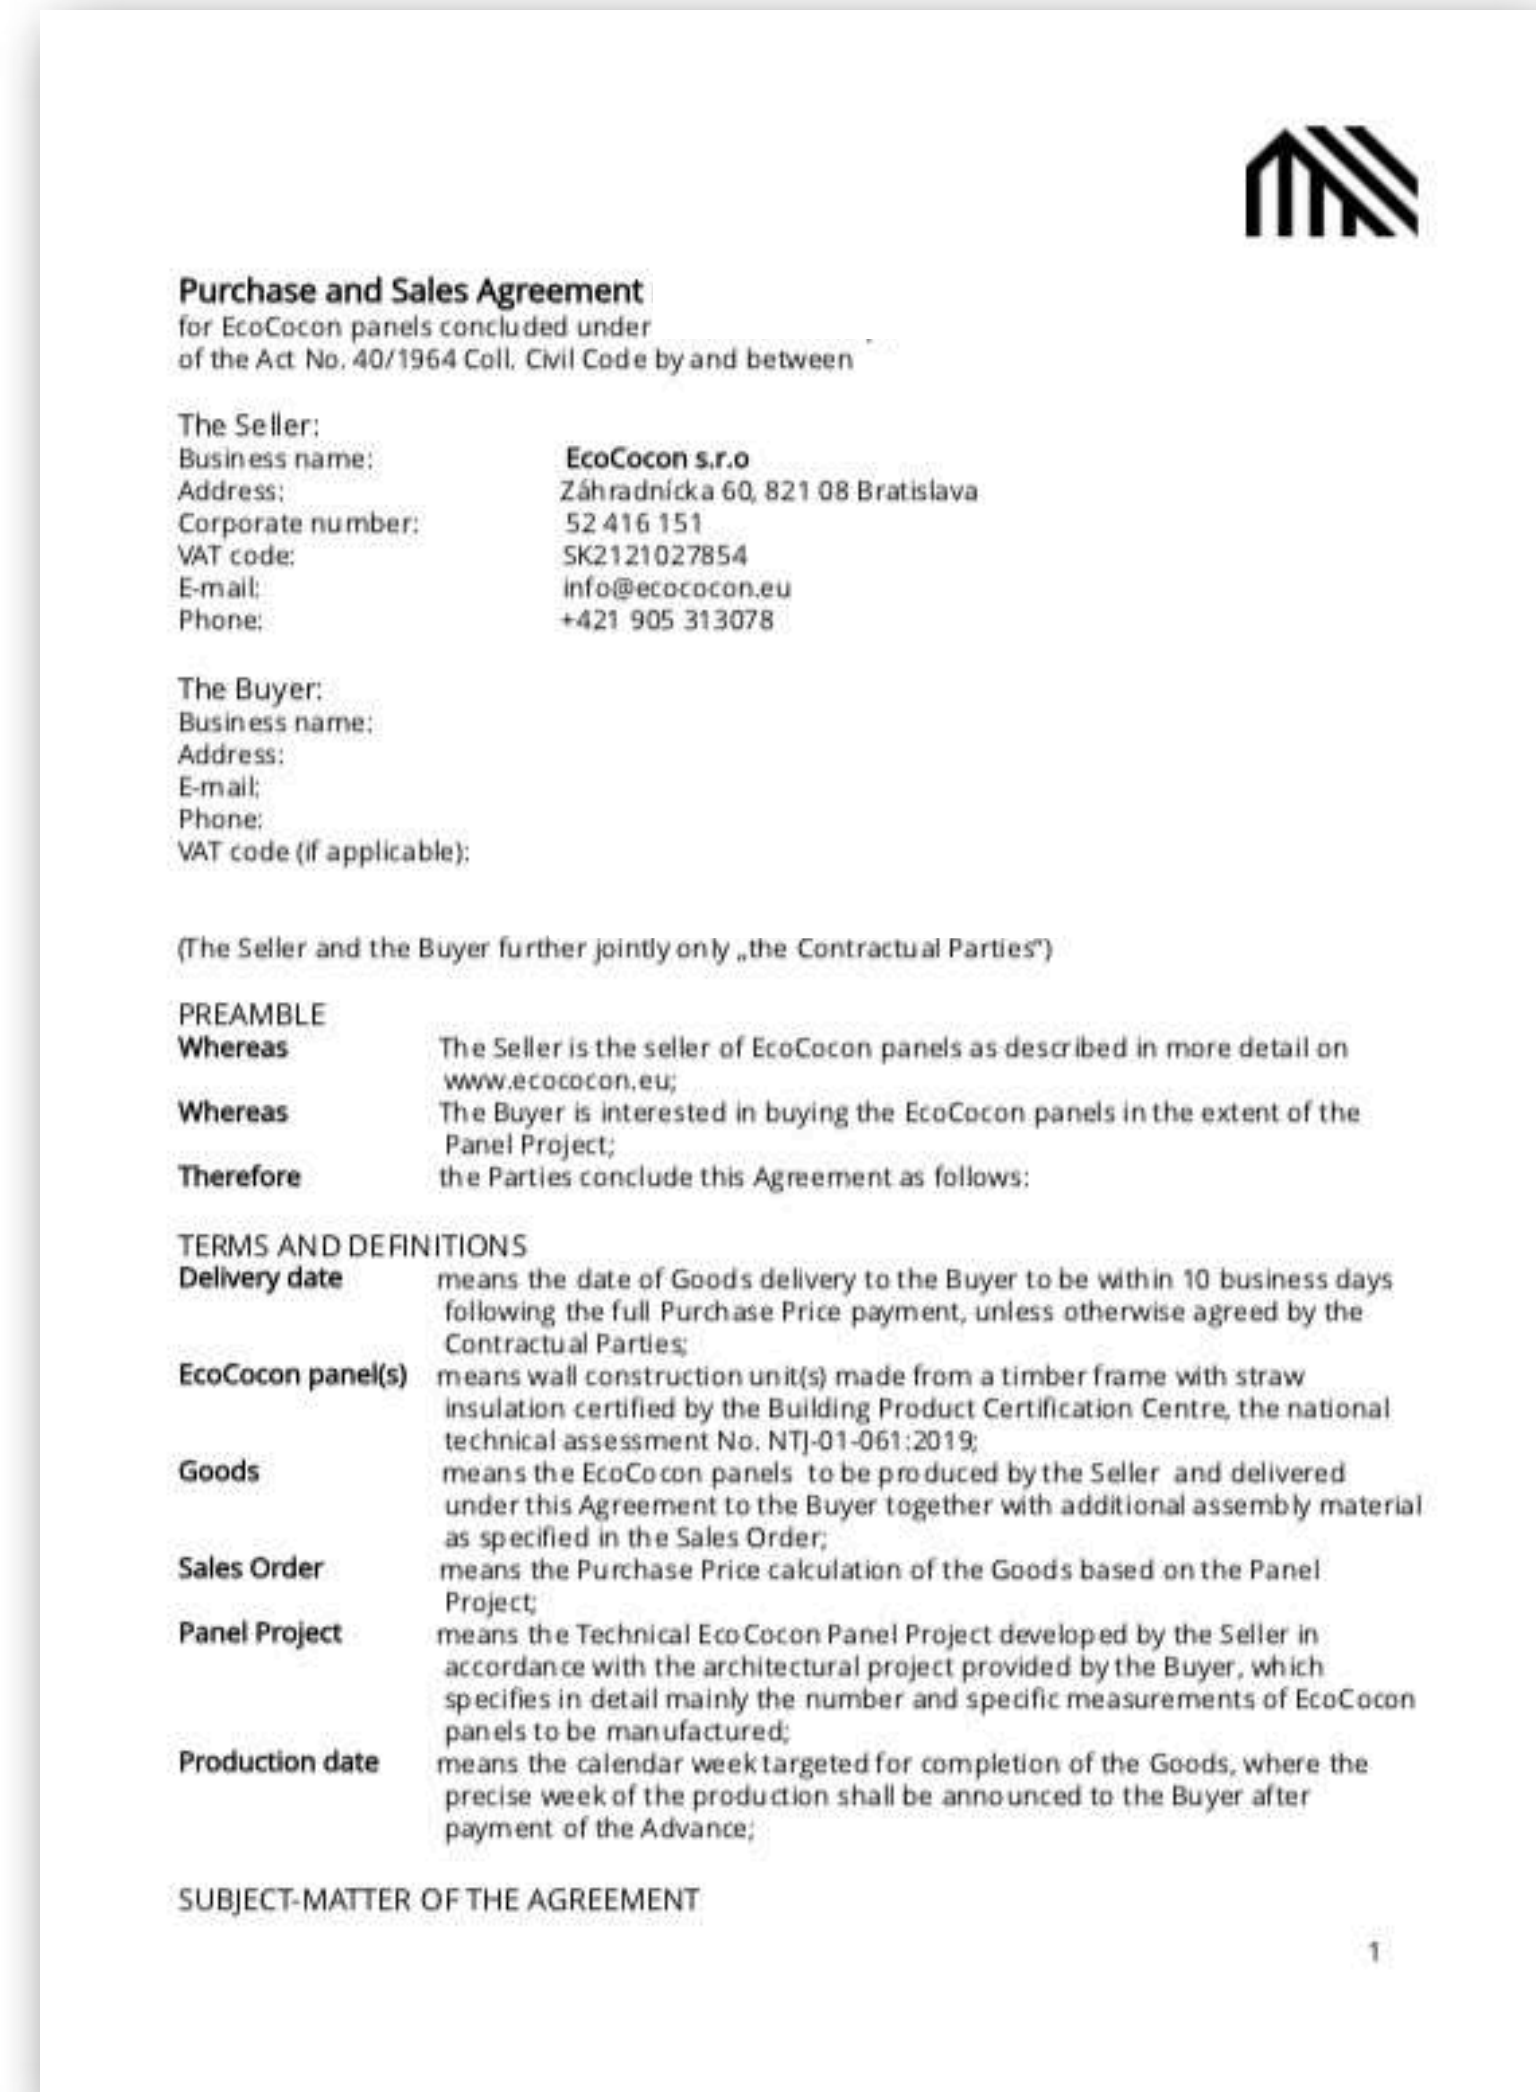 Purchase and Sales Agreement
for EcoCocon panels concluded under
of the Act No. 40/1964 Coll. Civil Code by and between
The Seller:
Business name: EcoCocon s.r.o
Address: Záhradnícka 60, 821 08 Bratislava
Corporate number: 52 416 151
VAT code: SK2121027854
E-mail: info@ecococon.eu
Phone: +421 905 313078
The Buyer:
Business name:
Address:
E-mail:
Phone:
VAT code (if applicable):
(The Seller and the Buyer further jointly only „the Contractual Parties“)
PREAMBLE
Whereas The Seller is the seller of EcoCocon panels as described in more detail on
www.ecococon.eu;
Whereas The Buyer is interested in buying the EcoCocon panels in the extent of the
Panel Project;
Therefore the Parties conclude this Agreement as follows:
TERMS AND DEFINITIONS
Delivery date means the date of Goods delivery to the Buyer to be within 10 business days
following the full Purchase Price payment, unless otherwise agreed by the
Contractual Parties;
EcoCocon panel(s) means wall construction unit(s) made from a timber frame with straw
insulation certified by the Building Product Certification Centre, the national
technical assessment No. NTJ-01-061:2019;
Goods means the EcoCocon panels to be produced by the Seller and delivered
under this Agreement to the Buyer together with additional assembly material
as specified in the Sales Order;
Sales Order means the Purchase Price calculation of the Goods based on the Panel
Project;
Panel Project means the Technical EcoCocon Panel Project developed by the Seller in
accordance with the architectural project provided by the Buyer, which
specifies in detail mainly the number and specific measurements of EcoCocon
panels to be manufactured;
Production date means the calendar week targeted for completion of the Goods, where the
precise week of the production shall be announced to the Buyer after
payment of the Advance;
SUBJECT-MATTER OF THE AGREEMENT
1